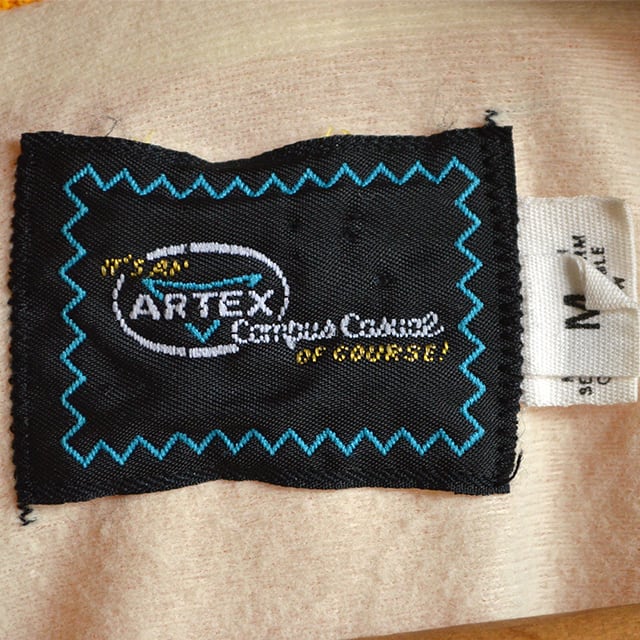 IT'S AN
ARTEX
Campus Casual
OF COURSE!
M